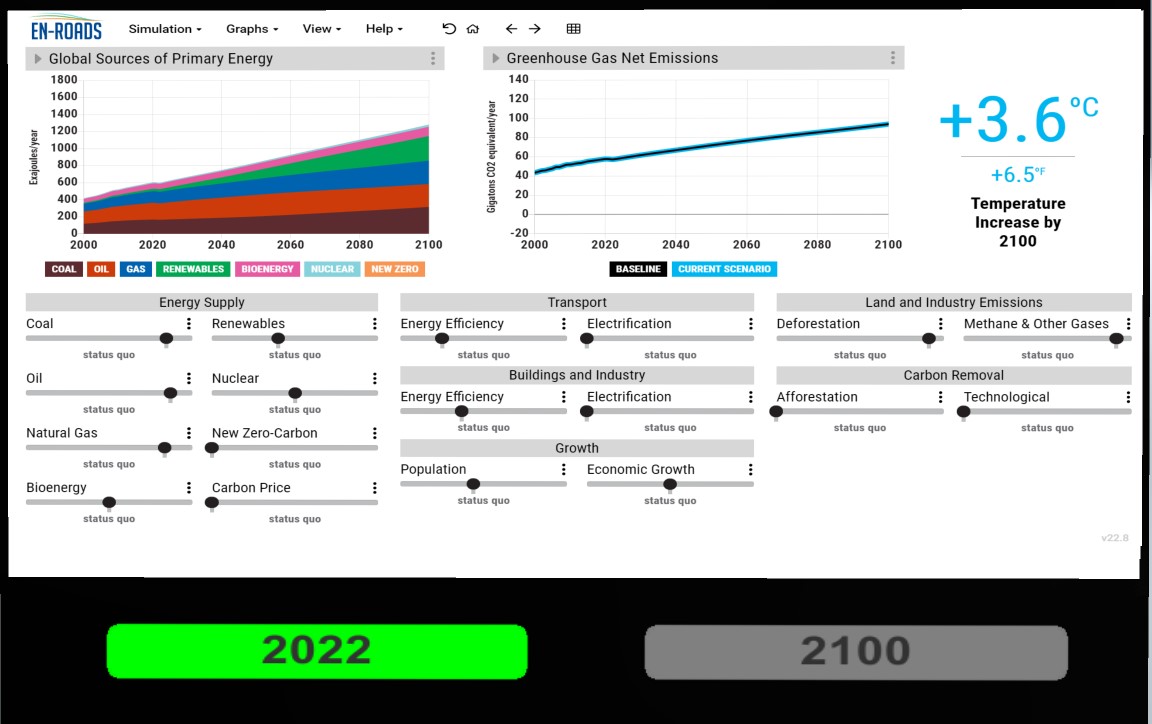 EN-ROADS
Simulation Graphs View Help
Global Sources of Primary Energy
Exajoules/year
1800
1600
1400
1200
1000
800
600
400
200
0
2000 2020 2040 2060 2080 2100
COAL OIL GAS RENEWABLES BIOENERGY NUCLEAR NEW ZERO
Greenhouse Gas Net Emissions
Gigatons CO2 equivalent/year
140
120
100
80
60
40
20
0
-20
2000 2020 2040 2060 2080 2100
BASELINE CURRENT SCENARIO
+3.6 °C
+6.5°F
Temperature
Increase by
2100
Energy Supply
Coal Renewables
status quo status quo
Oil Nuclear
status quo status quo
Natural Gas New Zero-Carbon
status quo status quo
Bioenergy Carbon Price
status quo status quo
Transport
Energy Efficiency Electrification
status quo status quo
Buildings and Industry
Energy Efficiency Electrification
status quo status quo
Growth
Population Economic Growth
status quo status quo
Land and Industry Emissions
Deforestation Methane & Other Gases
status quo status quo
Carbon Removal
Afforestation Technological
status quo status quo
v22.8
2022 2100